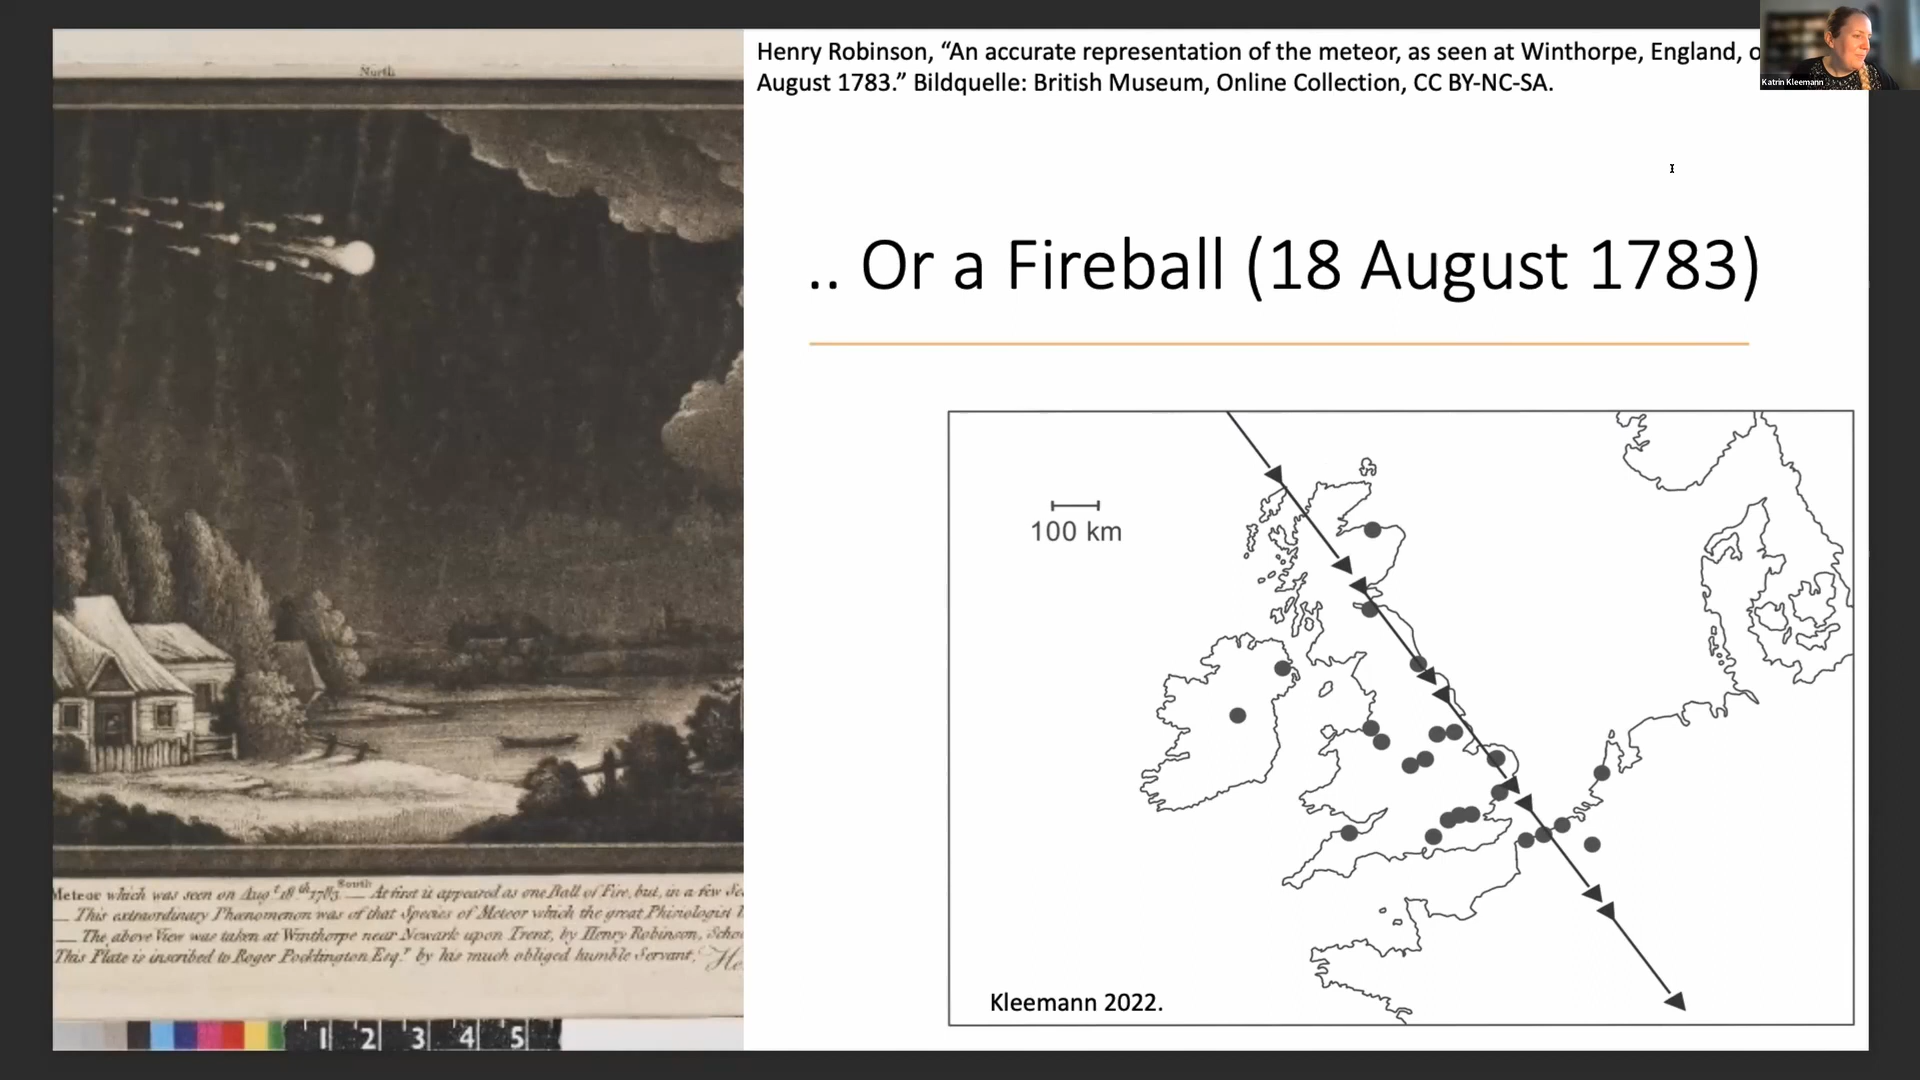 Henry Robinson, “An accurate representation of the meteor, as seen at Winthorpe, England,
August 1783.” Bildquelle: British Museum, Online Collection, CC BY-NC-SA.
Katrin Kleemann
North
.. Or a Fireball (18 August 1783)
100 km
Kleemann 2022.
South
Meteor which was seen on Aug.t 18.th 1783. — At first it appeared as one Ball of Fire, but, in a few
— This extraordinary Phænomenon was of that Species of Meteor which the great Phisiologist
— The above View was taken at Winthorpe near Newark upon Trent, by Henry Robinson,
This Plate is inscribed to Roger Pocklington Esq.r by his much obliged humble Servant,
1 2 3 4 5